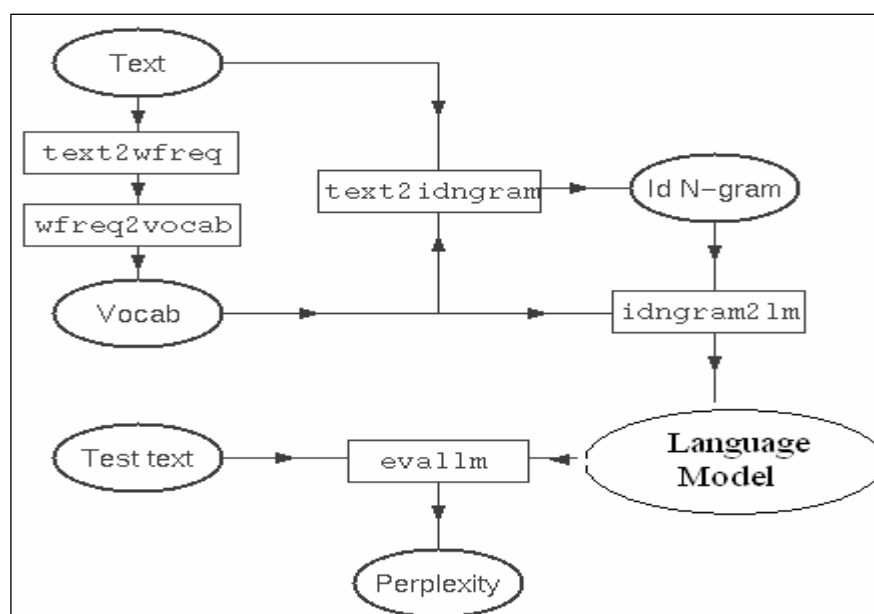 Text
text2wfreq
text2idngram
Id N-gram
wfreq2vocab
Vocab
idngram2lm
Test text
evallm
Language
Model
Perplexity